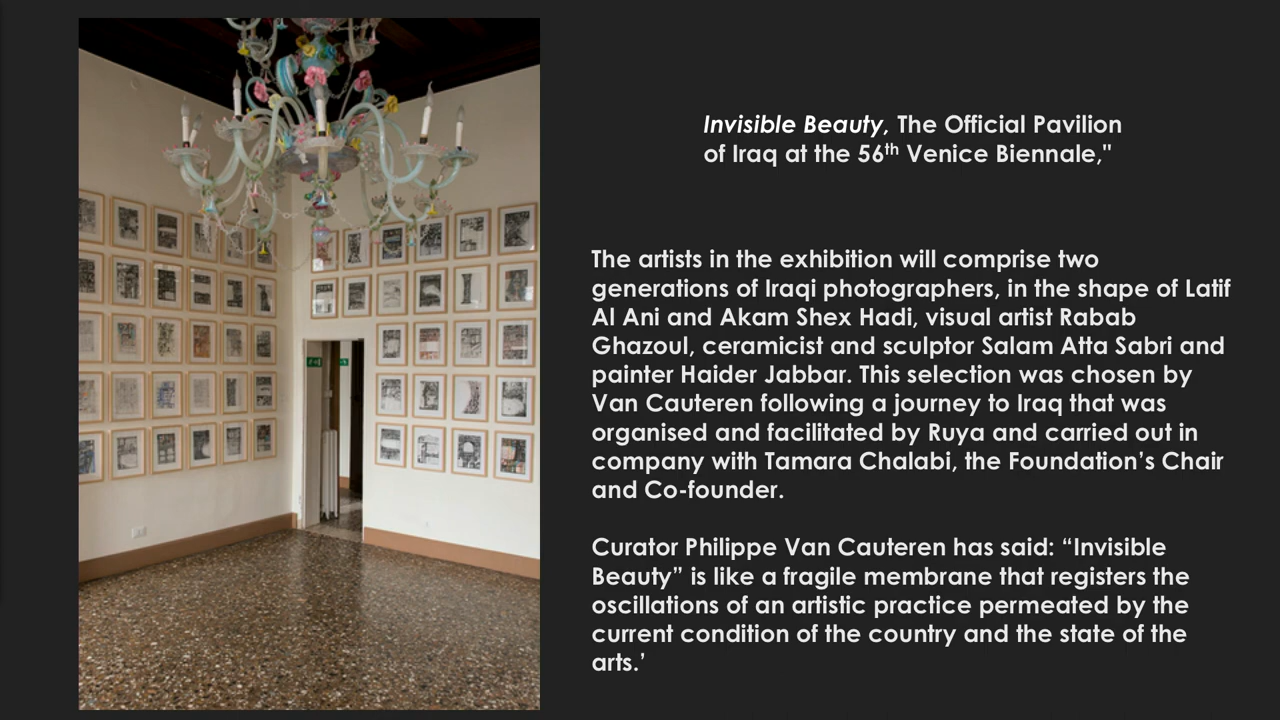 Invisible Beauty, The Official Pavilion
of Iraq at the 56th Venice Biennale,"
The artists in the exhibition will comprise two
generations of Iraqi photographers, in the shape of Latif
Al Ani and Akam Shex Hadi, visual artist Rabab
Ghazoul, ceramicist and sculptor Salam Atta Sabri and
painter Haider Jabbar. This selection was chosen by
Van Cauteren following a journey to Iraq that was
organised and facilitated by Ruya and carried out in
company with Tamara Chalabi, the Foundation’s Chair
and Co-founder.
Curator Philippe Van Cauteren has said: “Invisible
Beauty” is like a fragile membrane that registers the
oscillations of an artistic practice permeated by the
current condition of the country and the state of the
arts.’